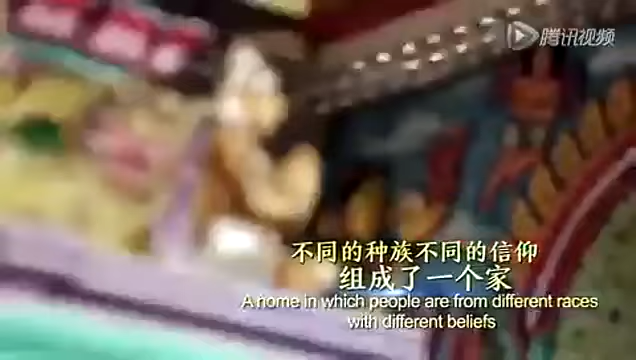 腾讯视频
不同的种族不同的信仰
组成了一个家
A home in which people are from different races
with different beliefs